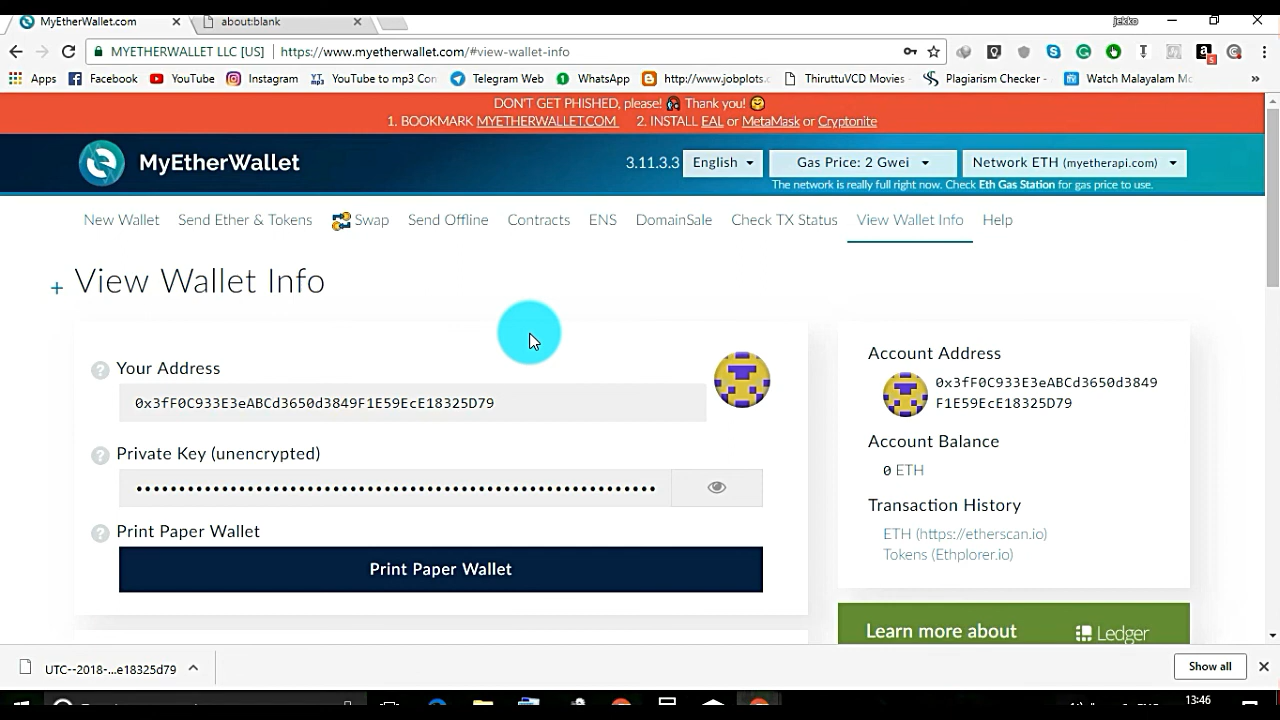 MyEtherWallet.com
about:blank
jekko
MYETHERWALLET LLC [US]
https://www.myetherwallet.com/#view-wallet-info
Apps
Facebook
YouTube
Instagram
YouTube to mp3 Con
Telegram Web
WhatsApp
http://www.jobplots.c
ThiruttuVCD Movies -
Plagiarism Checker -
Watch Malayalam Mo
DON'T GET PHISHED, please! Thank you!
1. BOOKMARK MYETHERWALLET.COM 2. INSTALL EAL or MetaMask or Cryptonite
MyEtherWallet
3.11.3.3
English
Gas Price: 2 Gwei
Network ETH (myetherapi.com)
The network is really full right now. Check Eth Gas Station for gas price to use.
New Wallet
Send Ether & Tokens
Swap
Send Offline
Contracts
ENS
DomainSale
Check TX Status
View Wallet Info
Help
+ View Wallet Info
Your Address
0x3fF0C933E3eABCd3650d3849F1E59EcE18325D79
Private Key (unencrypted)
Print Paper Wallet
Print Paper Wallet
Account Address
0x3fF0C933E3eABCd3650d3849
F1E59EcE18325D79
Account Balance
0 ETH
Transaction History
ETH (https://etherscan.io)
Tokens (Ethplorer.io)
Learn more about
Ledger
UTC--2018-...e18325d79
Show all
13:46